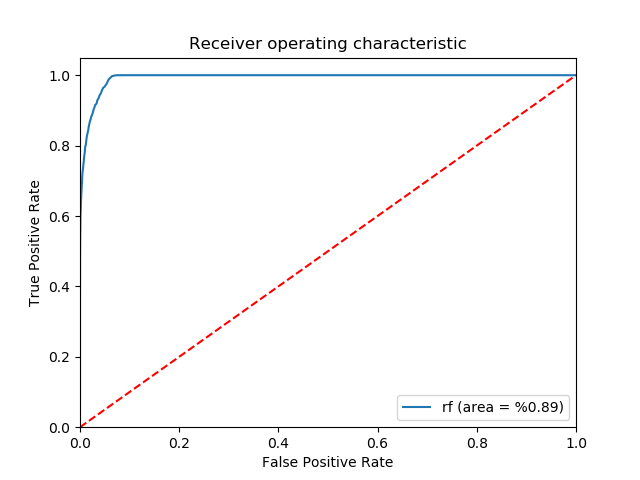 Receiver operating characteristic
True Positive Rate
1.0
0.8
0.6
0.4
0.2
0.0
rf (area = %0.89)
0.0 0.2 0.4 0.6 0.8 1.0
False Positive Rate